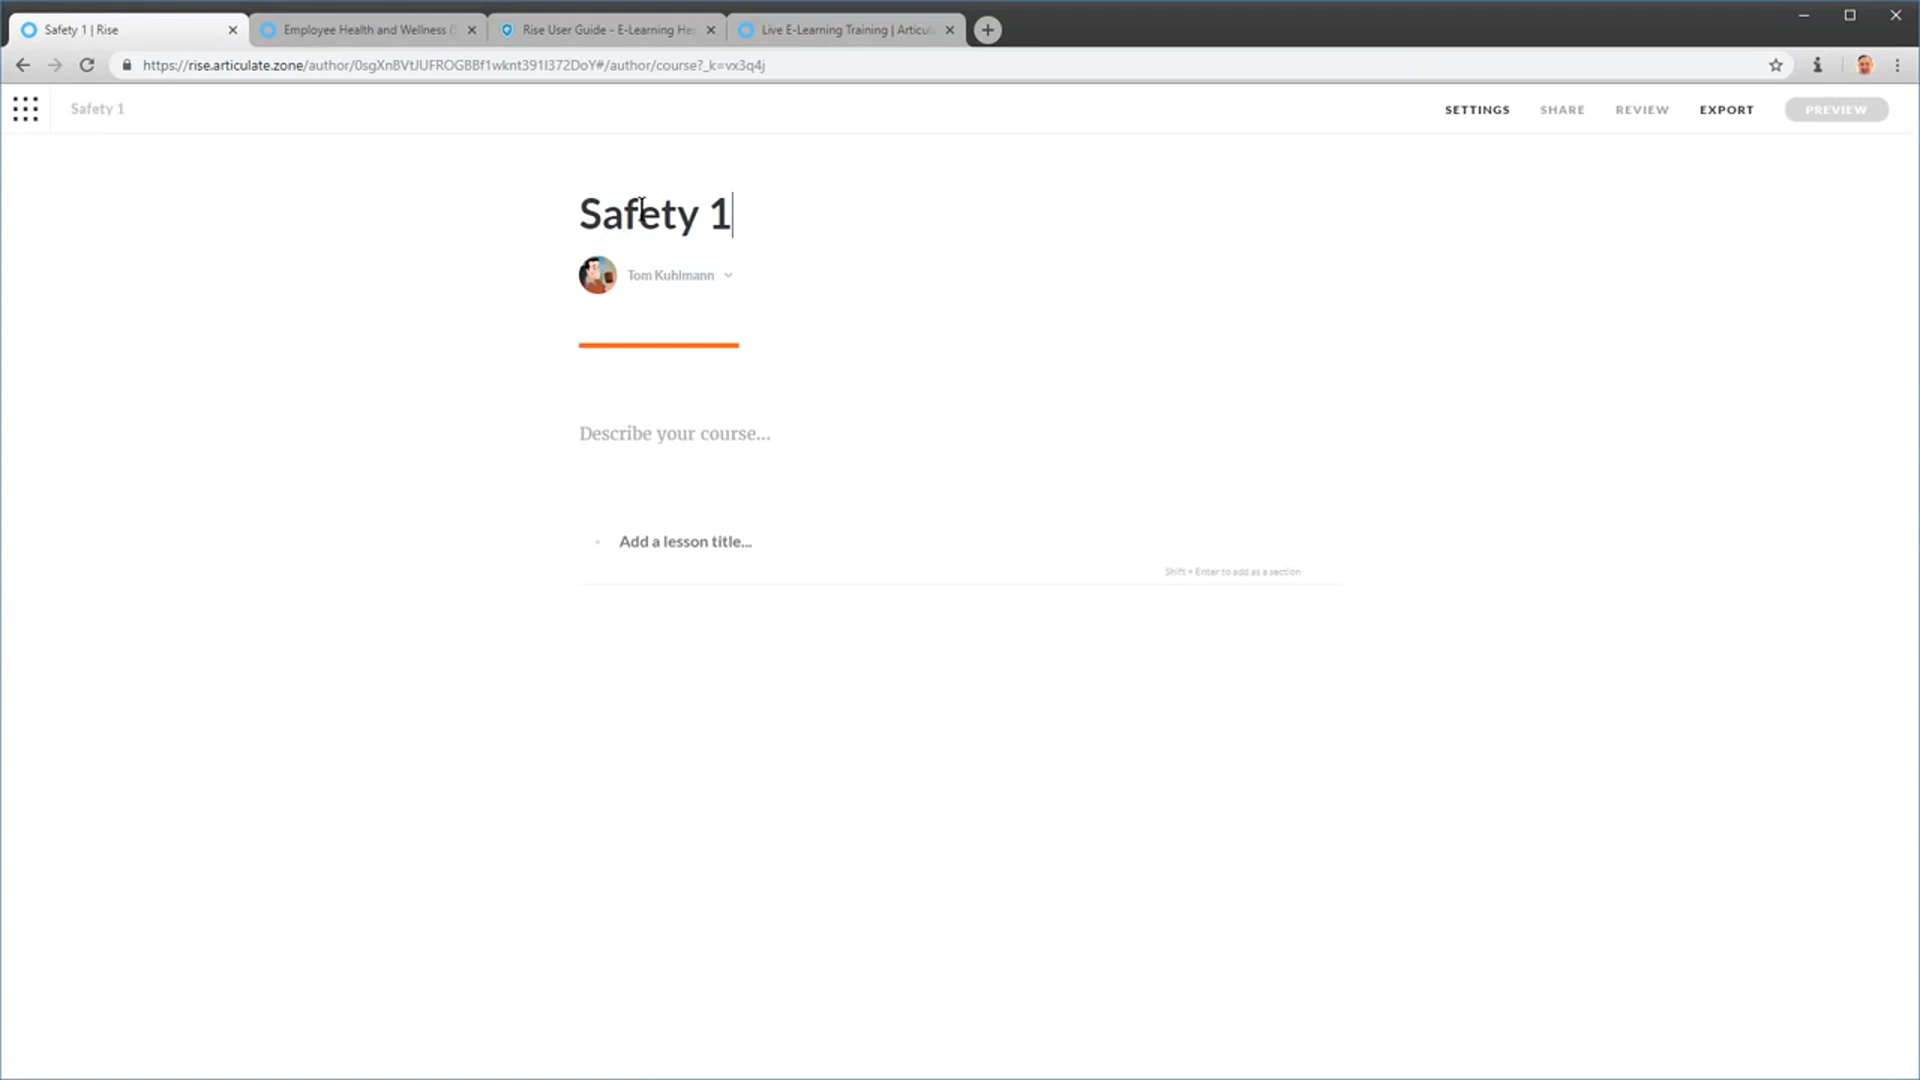 Safety 1 | Rise
Employee Health and Wellness (
Rise User Guide - E-Learning He
Live E-Learning Training | Articul
https://rise.articulate.zone/author/0sgXnBVtJUFROGBBf1wknt391I372DoY#/author/course?_k=vx3q4j
Safety 1
SETTINGS
SHARE
REVIEW
EXPORT
PREVIEW
Safety 1
Tom Kuhlmann
Describe your course...
Add a lesson title...
Shift + Enter to add as a section